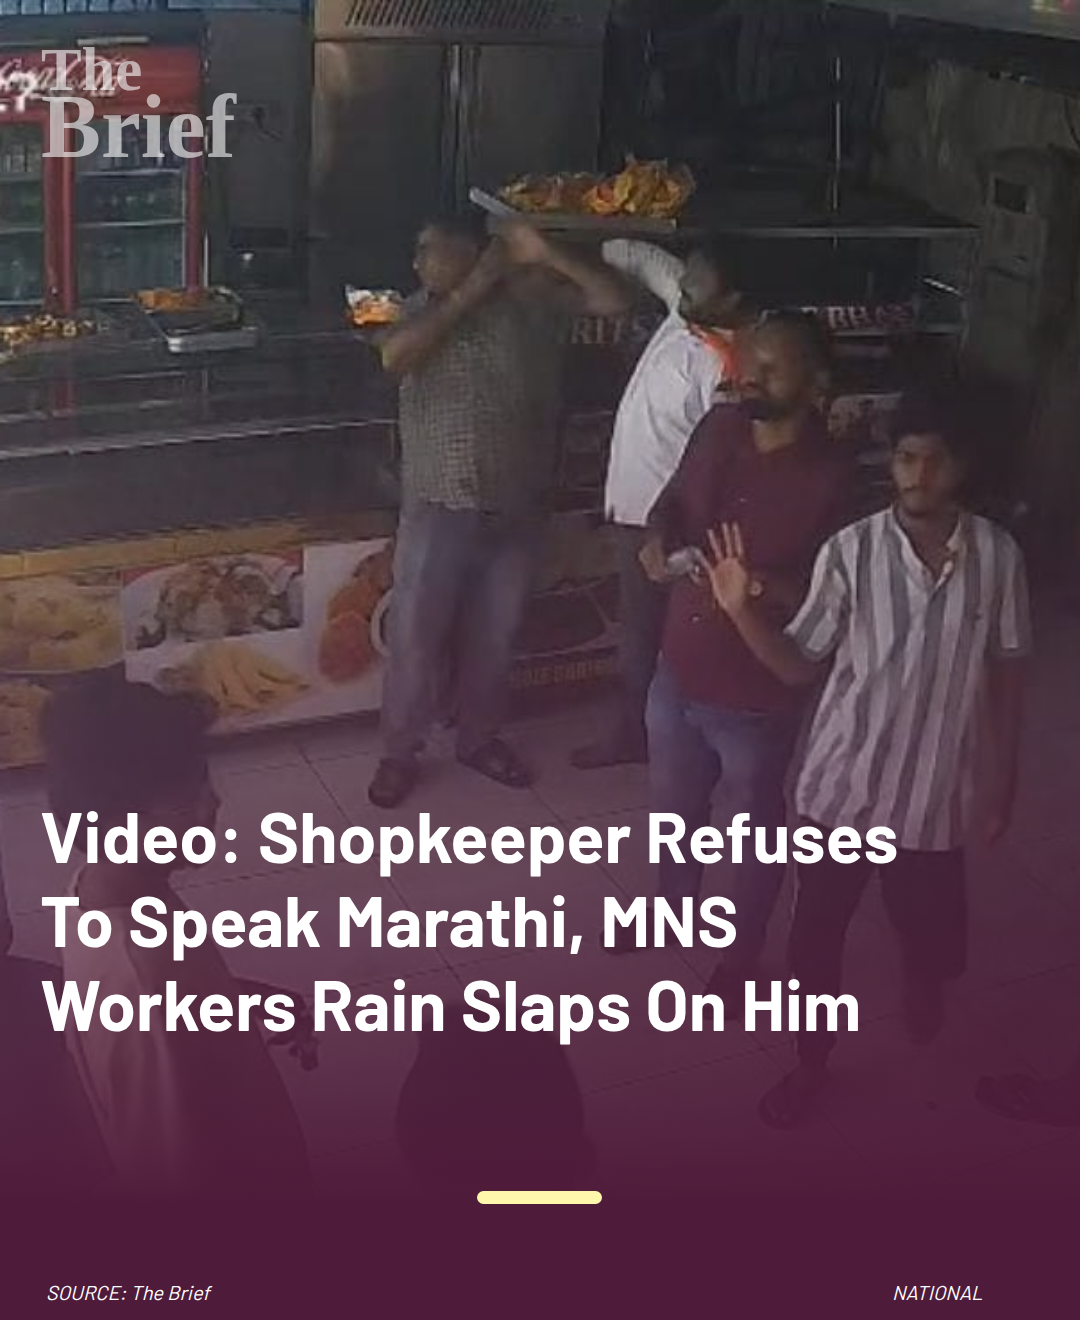 The
Brief
Video: Shopkeeper Refuses
To Speak Marathi, MNS
Workers Rain Slaps On Him
SOURCE: The Brief
NATIONAL